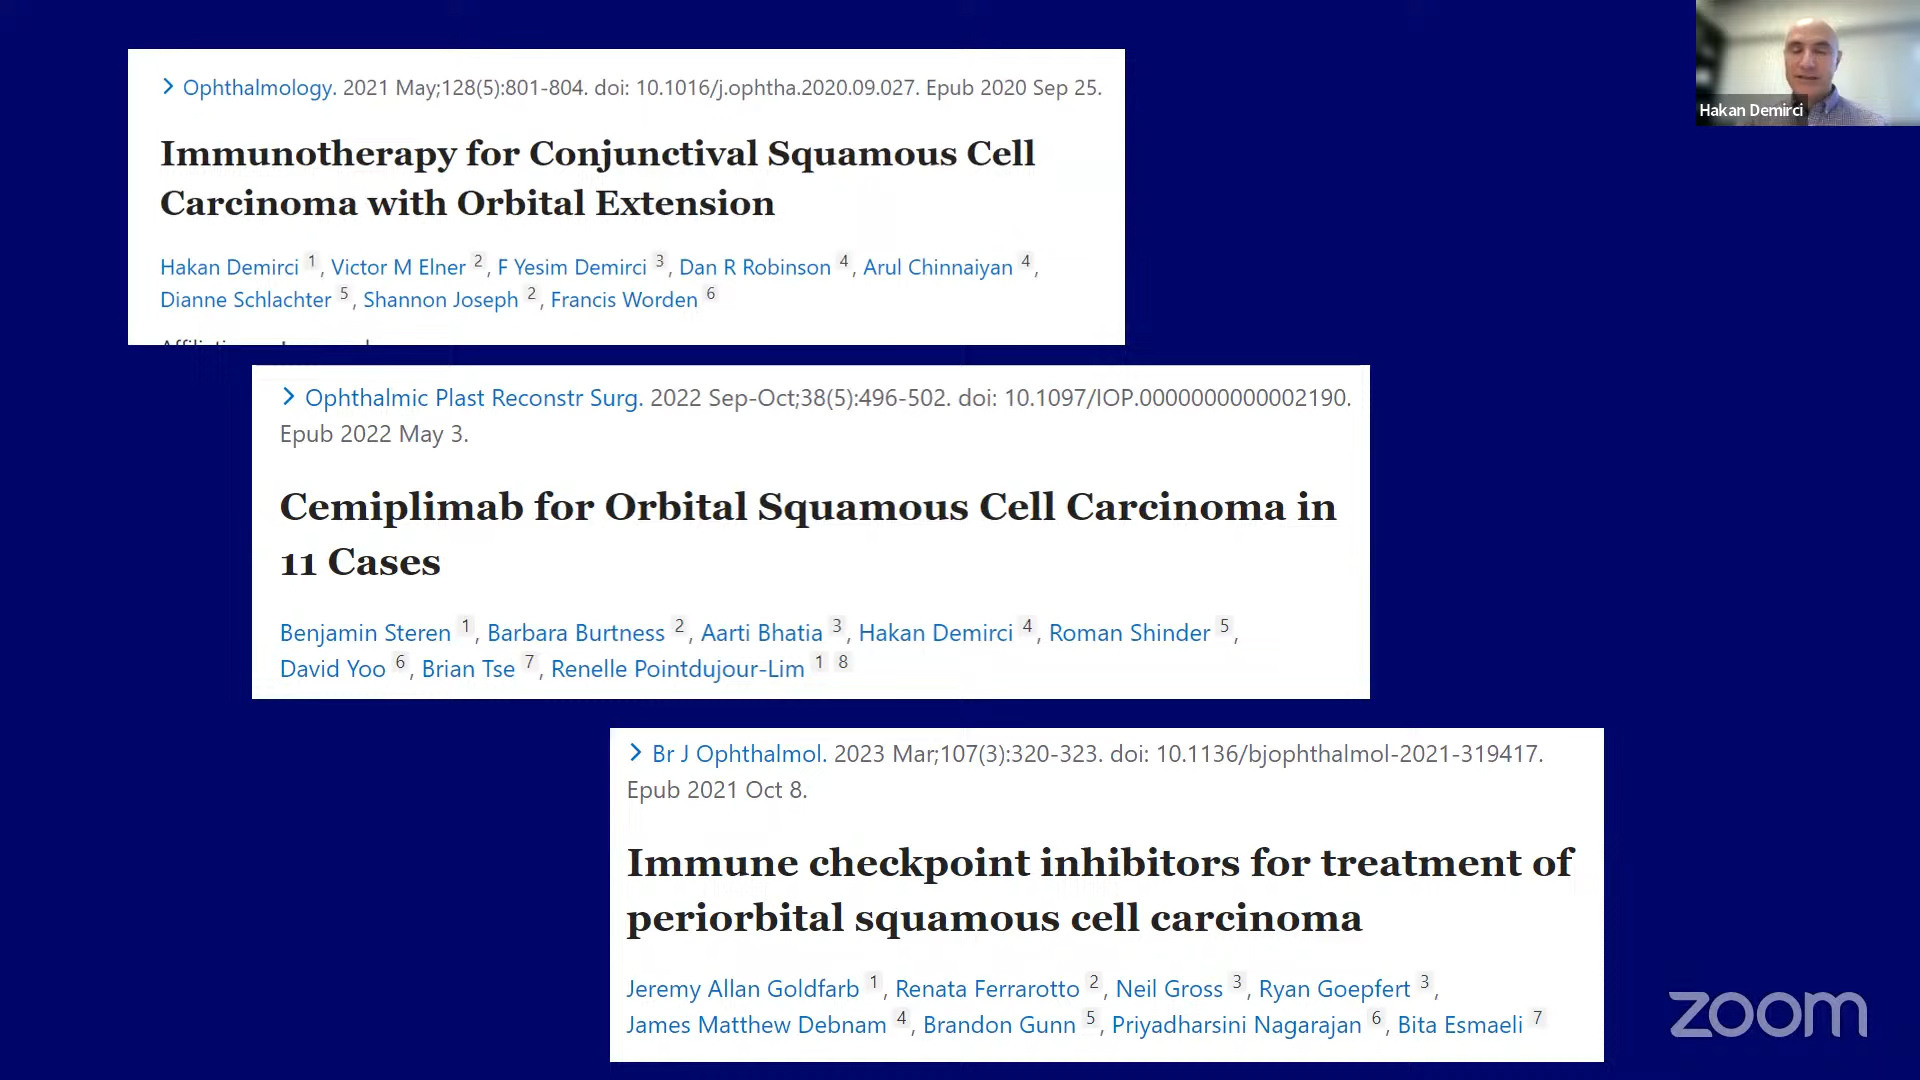 > Ophthalmology. 2021 May;128(5):801-804. doi: 10.1016/j.ophtha.2020.09.027. Epub 2020 Sep 25.
Immunotherapy for Conjunctival Squamous Cell
Carcinoma with Orbital Extension
Hakan Demirci 1, Victor M Elner 2, F Yesim Demirci 3, Dan R Robinson 4, Arul Chinnaiyan 4,
Dianne Schlachter 5, Shannon Joseph 2, Francis Worden 6
> Ophthalmic Plast Reconstr Surg. 2022 Sep-Oct;38(5):496-502. doi: 10.1097/IOP.0000000000002190.
Epub 2022 May 3.
Cemiplimab for Orbital Squamous Cell Carcinoma in
11 Cases
Benjamin Steren 1, Barbara Burtness 2, Aarti Bhatia 3, Hakan Demirci 4, Roman Shinder 5,
David Yoo 6, Brian Tse 7, Renelle Pointdujour-Lim 1 8
> Br J Ophthalmol. 2023 Mar;107(3):320-323. doi: 10.1136/bjophthalmol-2021-319417.
Epub 2021 Oct 8.
Immune checkpoint inhibitors for treatment of
periorbital squamous cell carcinoma
Jeremy Allan Goldfarb 1, Renata Ferrarotto 2, Neil Gross 3, Ryan Goepfert 3,
James Matthew Debnam 4, Brandon Gunn 5, Priyadharsini Nagarajan 6, Bita Esmaeli 7
Hakan Demirci
zoom